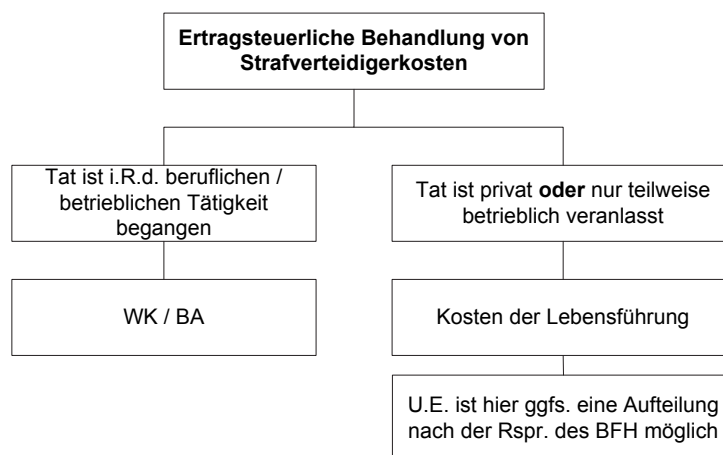 Ertragsteuerliche Behandlung von
Strafverteidigerkosten
Tat ist i.R.d. beruflichen /
betrieblichen Tätigkeit
begangen
Tat ist privat oder nur teilweise
betrieblich veranlasst
WK / BA
Kosten der Lebensführung
U.E. ist hier ggfs. eine Aufteilung
nach der Rspr. des BFH möglich